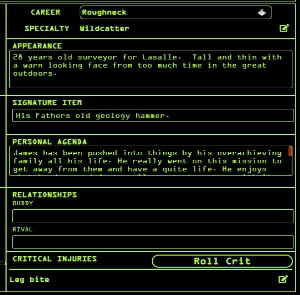 CAREER Roughneck
SPECIALTY Wildcatter
APPEARANCE
28 years old surveyor for Lasalle. Tall and thin with
a warn looking face from too much time in the great
outdoors.
SIGNATURE ITEM
His Fathers old geology hammer.
PERSONAL AGENDA
James has been pushed into things by his overachieving
family all his life. He really went on this mission to
get away from them and have a quite life. He enjoys
RELATIONSHIPS
BUDDY
RIVAL
CRITICAL INJURIES Roll Crit
Leg bite